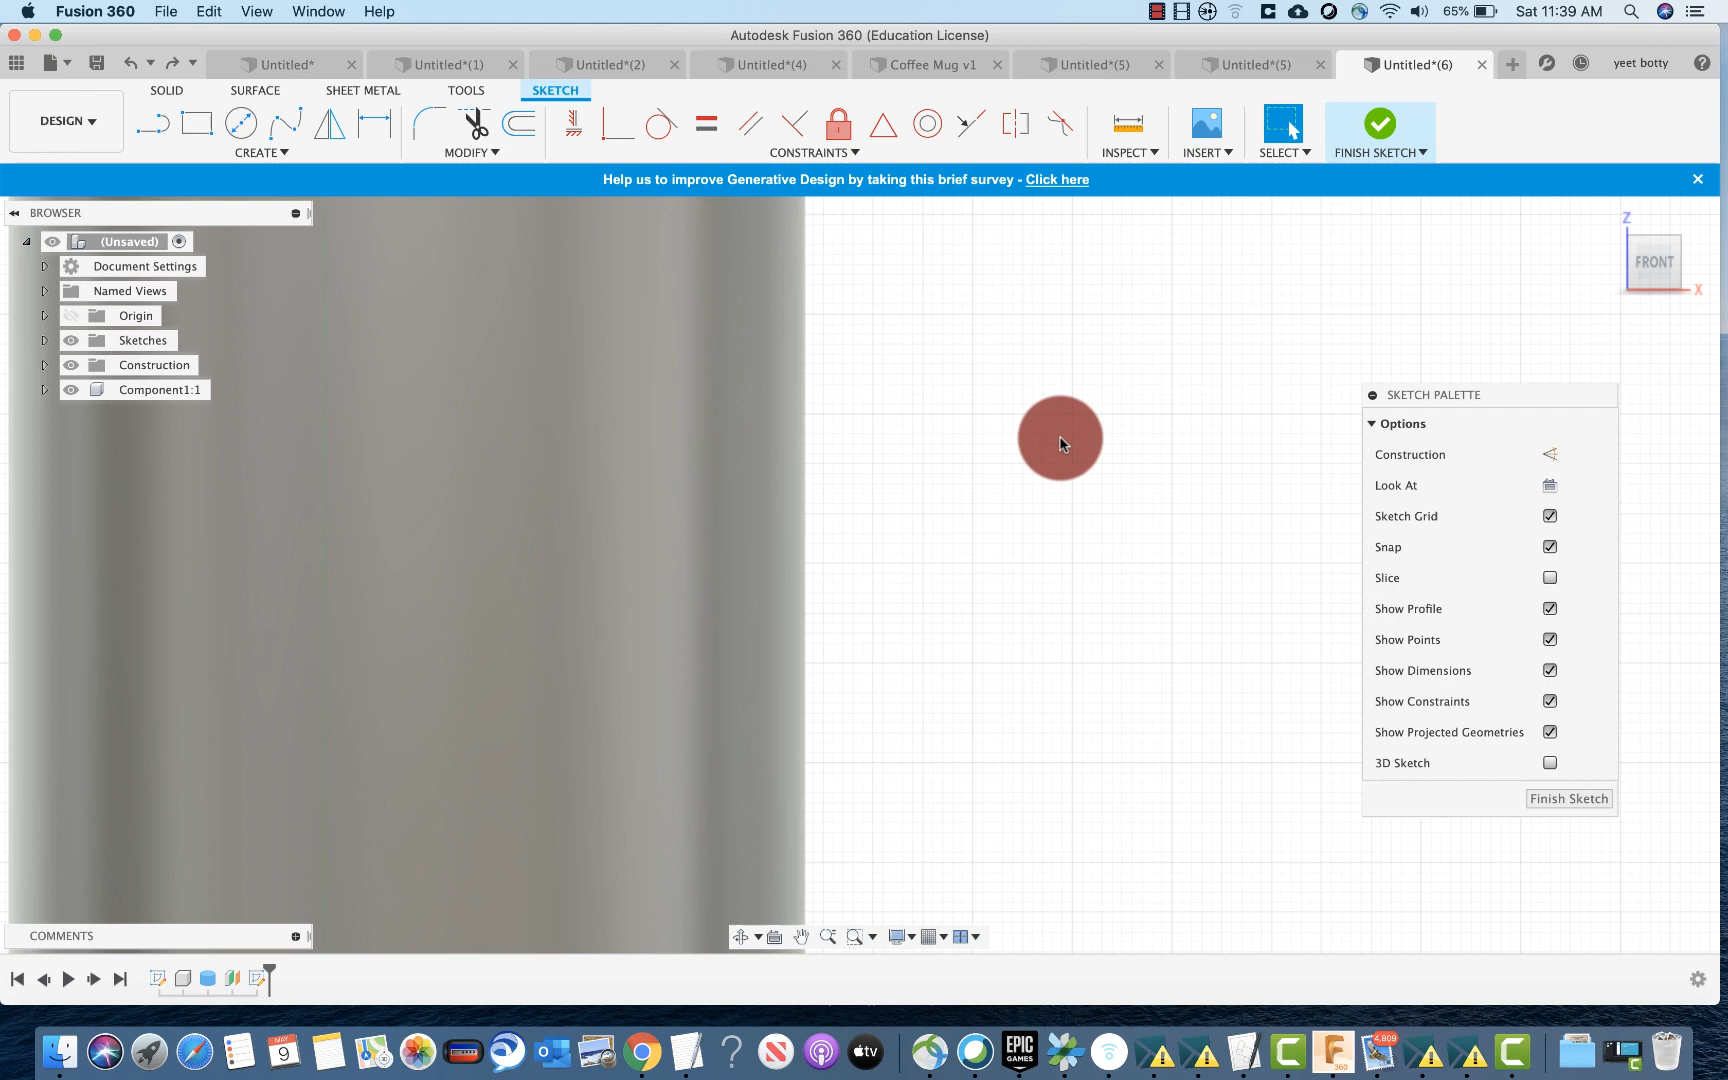 Fusion 360 File Edit View Window Help 65% Sat 11:39 AM
Autodesk Fusion 360 (Education License)
Untitled* Untitled*(1) Untitled*(2) Untitled*(4) Coffee Mug v1 Untitled*(5) Untitled*(5) Untitled*(6) yeet botty
SOLID SURFACE SHEET METAL TOOLS SKETCH
DESIGN
CREATE MODIFY CONSTRAINTS INSPECT INSERT SELECT FINISH SKETCH
Help us to improve Generative Design by taking this brief survey - Click here
BROWSER
(Unsaved)
Document Settings
Named Views
Origin
Sketches
Construction
Component1:1
Z
FRONT
X
SKETCH PALETTE
Options
Construction
Look At
Sketch Grid
Snap
Slice
Show Profile
Show Points
Show Dimensions
Show Constraints
Show Projected Geometries
3D Sketch
Finish Sketch
COMMENTS
MAY
9
EPIC
GAMES
tv
360
4,809